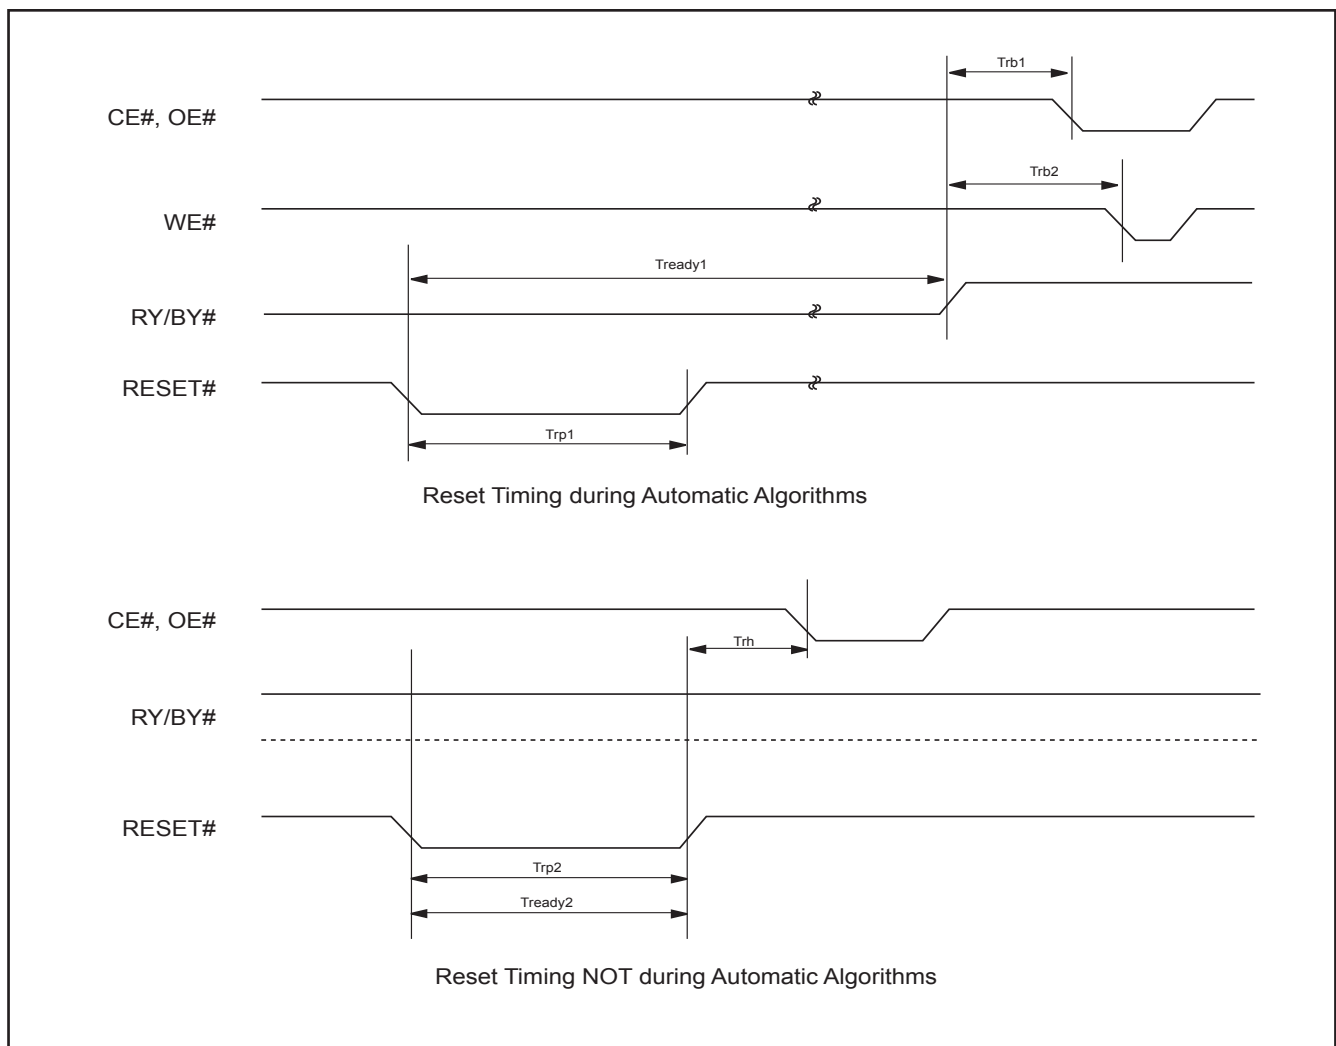 Trb1
CE#, OE#
Trb2
WE#
Tready1
RY/BY#
RESET#
Trp1
Reset Timing during Automatic Algorithms
CE#, OE#
Trh
RY/BY#
RESET#
Trp2
Tready2
Reset Timing NOT during Automatic Algorithms